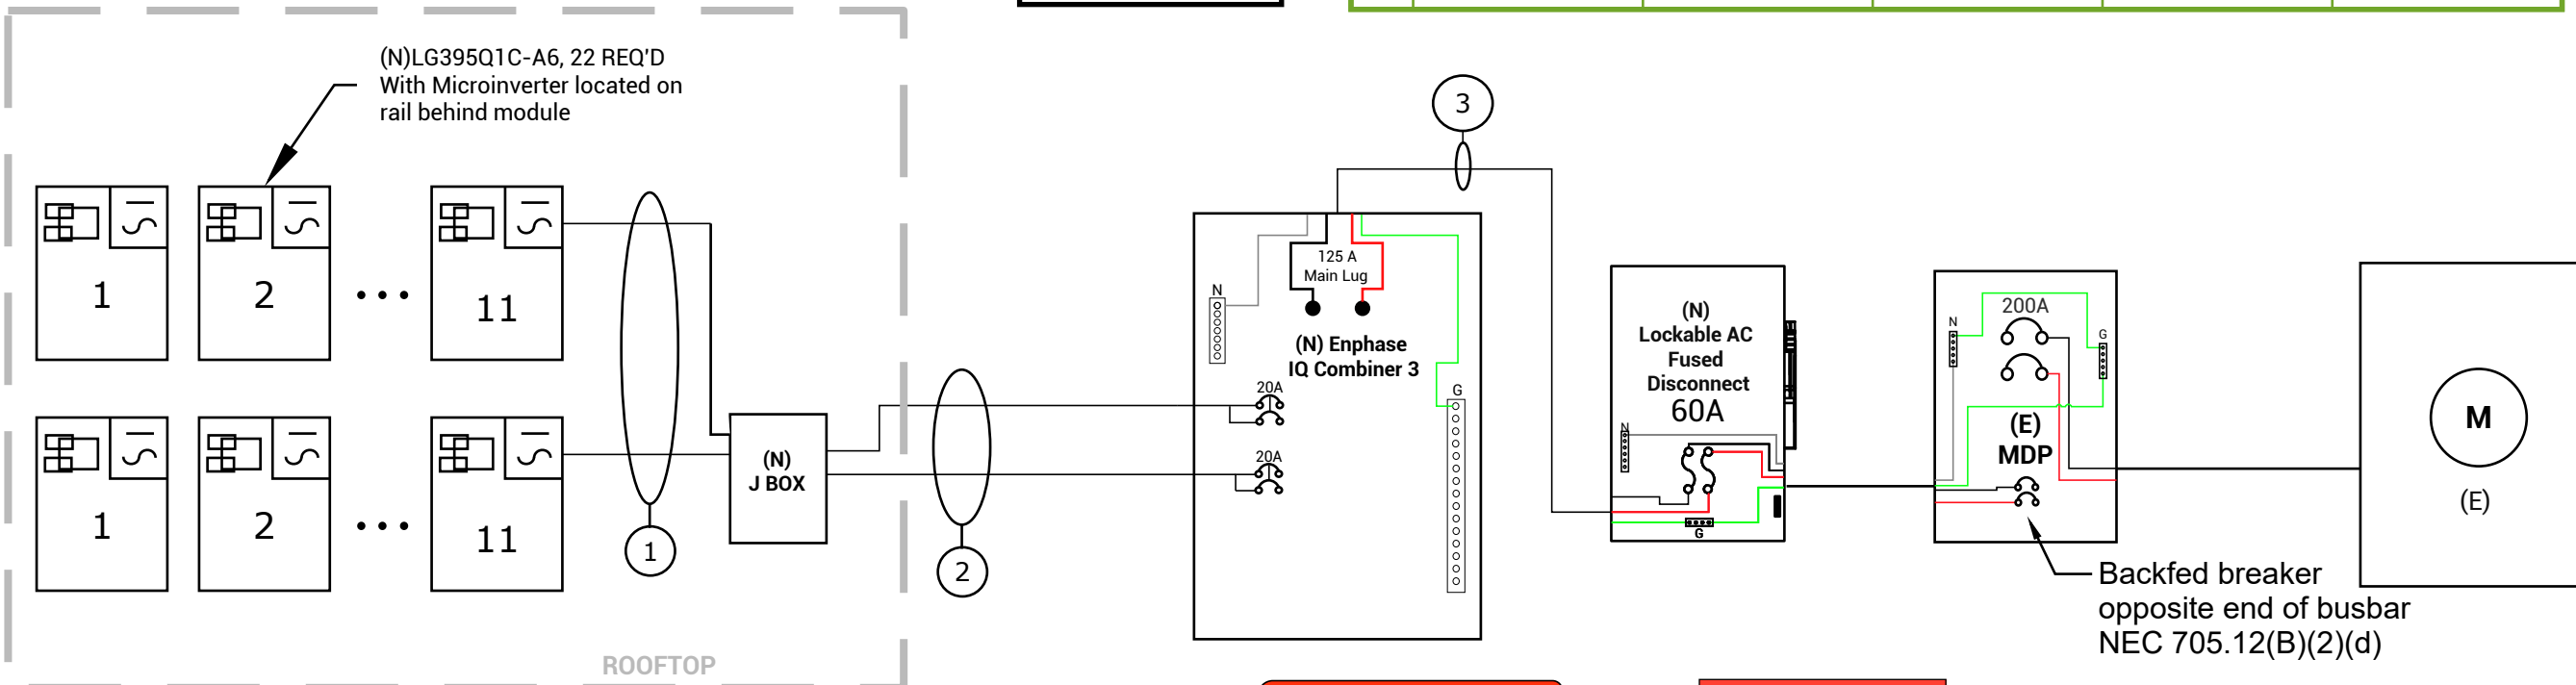 (N)LG395Q1C-A6, 22 REQ'D
With Microinverter located on
rail behind module
1
2
11
1
2
11
1
(N)
J BOX
2
ROOFTOP
3
125 A
Main Lug
N
(N) Enphase
IQ Combiner 3
20A
20A
G
(N)
Lockable AC
Fused
Disconnect
60A
N
G
200A
N
G
(E)
MDP
Backfed breaker
opposite end of busbar
NEC 705.12(B)(2)(d)
M
(E)